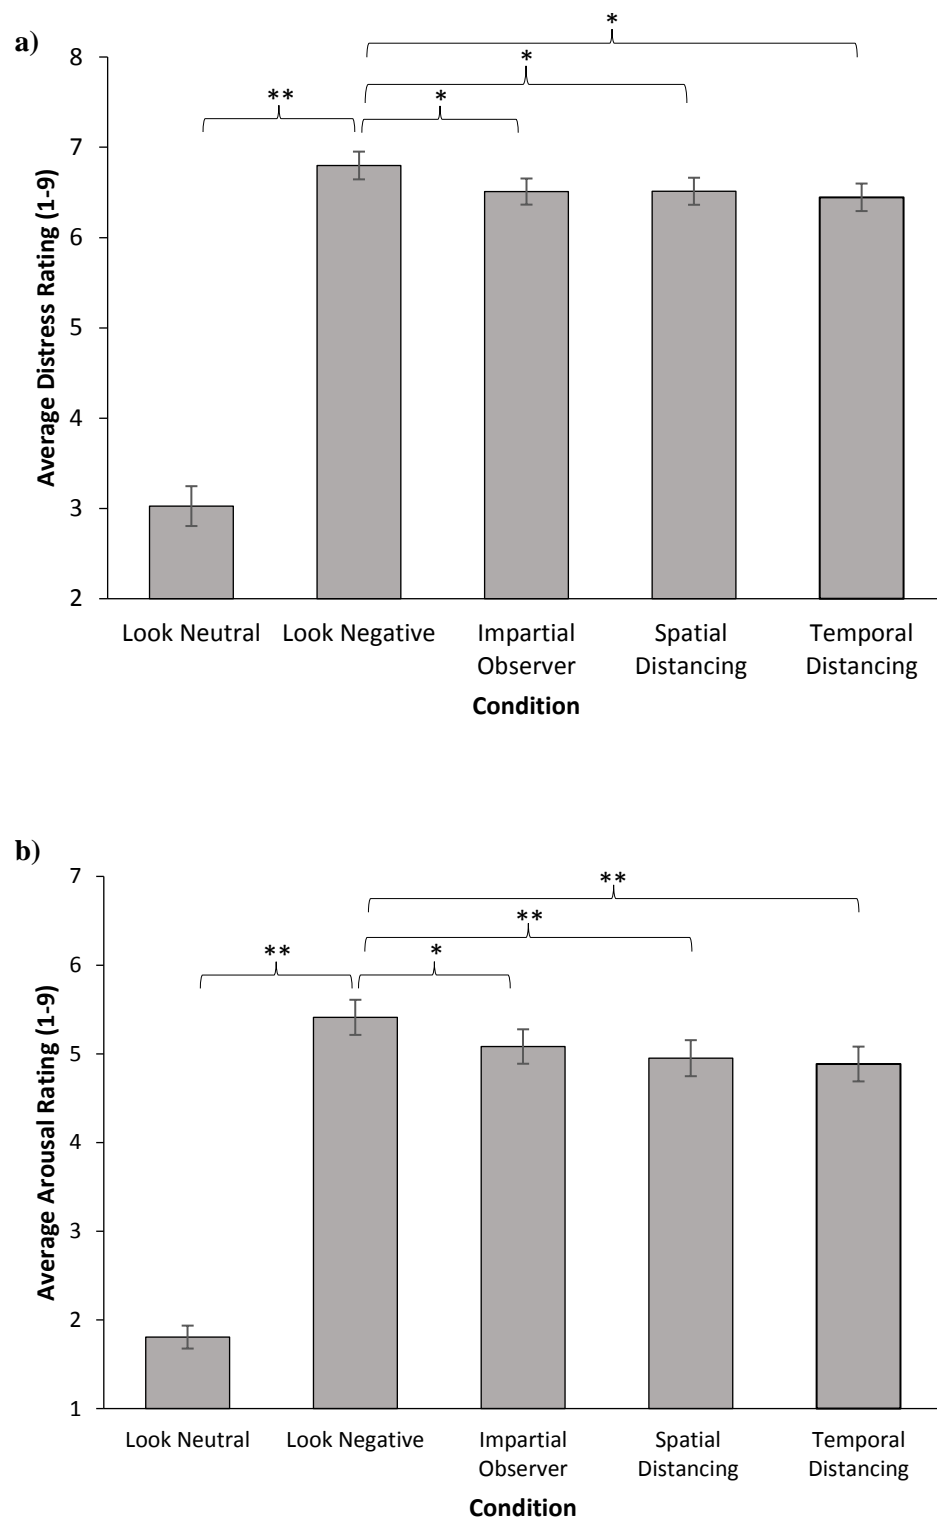 a)
*
8
*
**
*
7
6
5
4
3
2
Average Distress Rating (1-9)
Look Neutral Look Negative Impartial Spatial Temporal
Observer Distancing Distancing
Condition
b)
7
**
**
**
*
6
5
4
3
2
1
Average Arousal Rating (1-9)
Look Neutral Look Negative Impartial Spatial Temporal
Observer Distancing Distancing
Condition